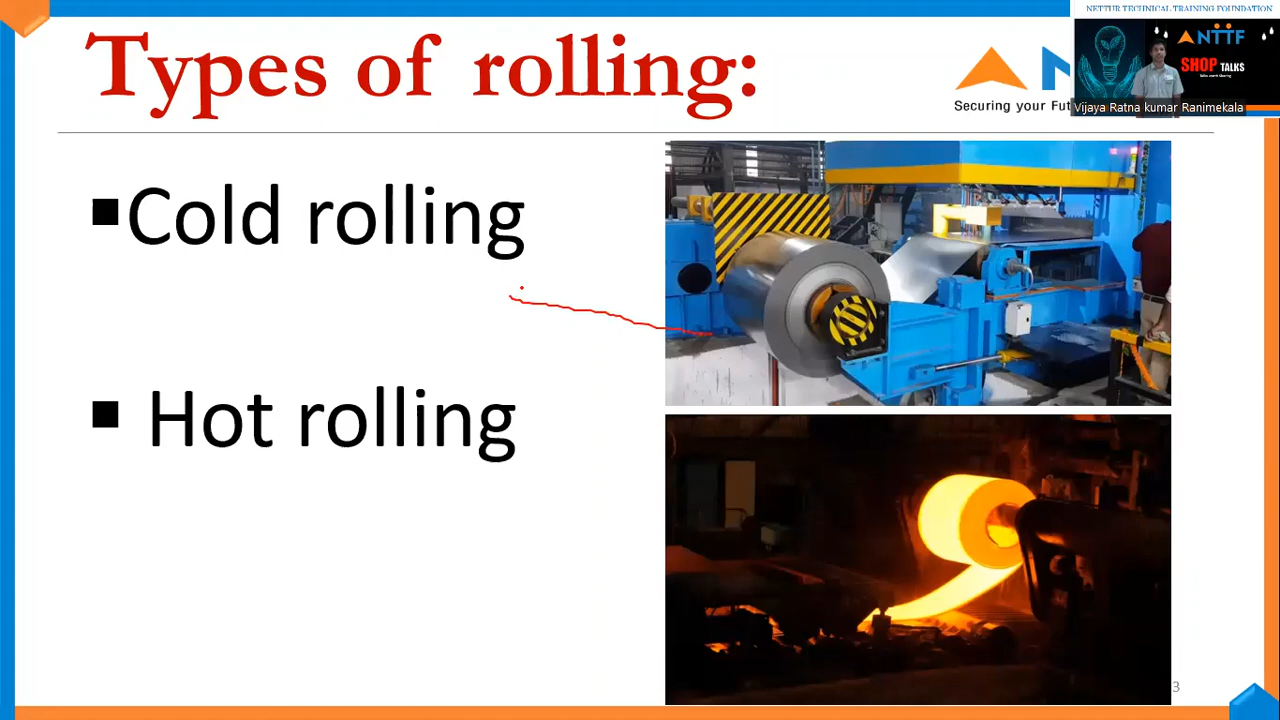 NETTUR TECHNICAL TRAINING FOUNDATION
Types of rolling:
NTTF
SHOP TALKS
Securing your Fut
Vijaya Ratna kumar Ranimekala
▪Cold rolling
▪ Hot rolling
3